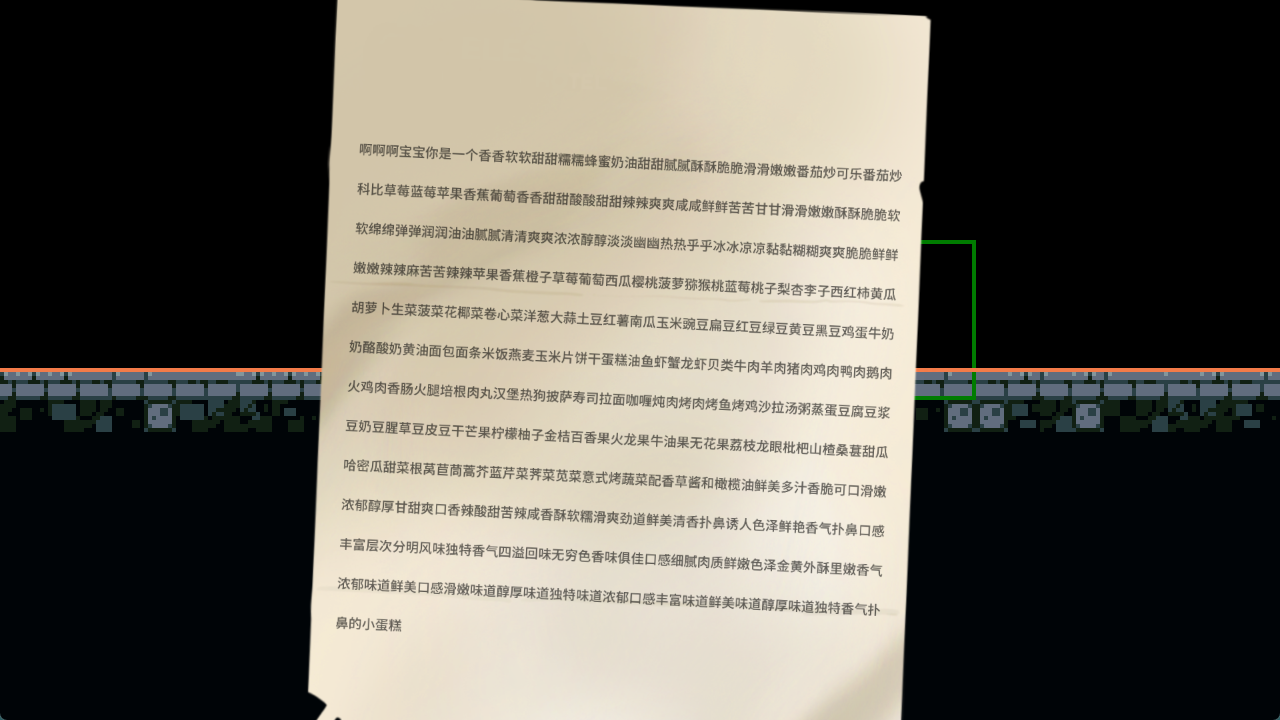 啊啊啊宝宝你是一个香香软软甜甜糯糯蜂蜜奶油甜甜腻腻酥酥脆脆滑滑嫩嫩番茄炒可乐番茄炒
科比草莓蓝莓苹果香蕉葡萄香香甜甜酸酸甜甜辣辣爽爽咸咸鲜鲜苦苦甘甘滑滑嫩嫩酥酥脆脆软
软绵绵弹弹润润油油腻腻清清爽爽浓浓醇醇淡淡幽幽热热乎乎冰冰凉凉黏黏糊糊爽爽脆脆鲜鲜
嫩嫩辣辣麻苦苦辣辣苹果香蕉橙子草莓葡萄西瓜樱桃菠萝猕猴桃蓝莓桃子梨杏李子西红柿黄瓜
胡萝卜生菜菠菜花椰菜卷心菜洋葱大蒜土豆红薯南瓜玉米豌豆扁豆红豆绿豆黄豆黑豆鸡蛋牛奶
奶酪酸奶黄油面包面条米饭燕麦玉米片饼干蛋糕油鱼虾蟹龙虾贝类牛肉羊肉猪肉鸡肉鸭肉鹅肉
火鸡肉香肠火腿培根肉丸汉堡热狗披萨寿司拉面咖喱炖肉烤肉烤鱼烤鸡沙拉汤粥蒸蛋豆腐豆浆
豆奶豆腥草豆皮豆干芒果柠檬柚子金桔百香果火龙果牛油果无花果荔枝龙眼枇杷山楂桑葚甜瓜
哈密瓜甜菜根莴苣茼蒿芥蓝芹菜荠菜苋菜意式烤蔬菜配香草酱和橄榄油鲜美多汁香脆可口滑嫩
浓郁醇厚甘甜爽口香辣酸甜苦辣咸香酥软糯滑爽劲道鲜美清香扑鼻诱人色泽鲜艳香气扑鼻口感
丰富层次分明风味独特香气四溢回味无穷色香味俱佳口感细腻肉质鲜嫩色泽金黄外酥里嫩香气
浓郁味道鲜美口感滑嫩味道醇厚味道独特味道浓郁口感丰富味道鲜美味道醇厚味道独特香气扑
鼻的小蛋糕